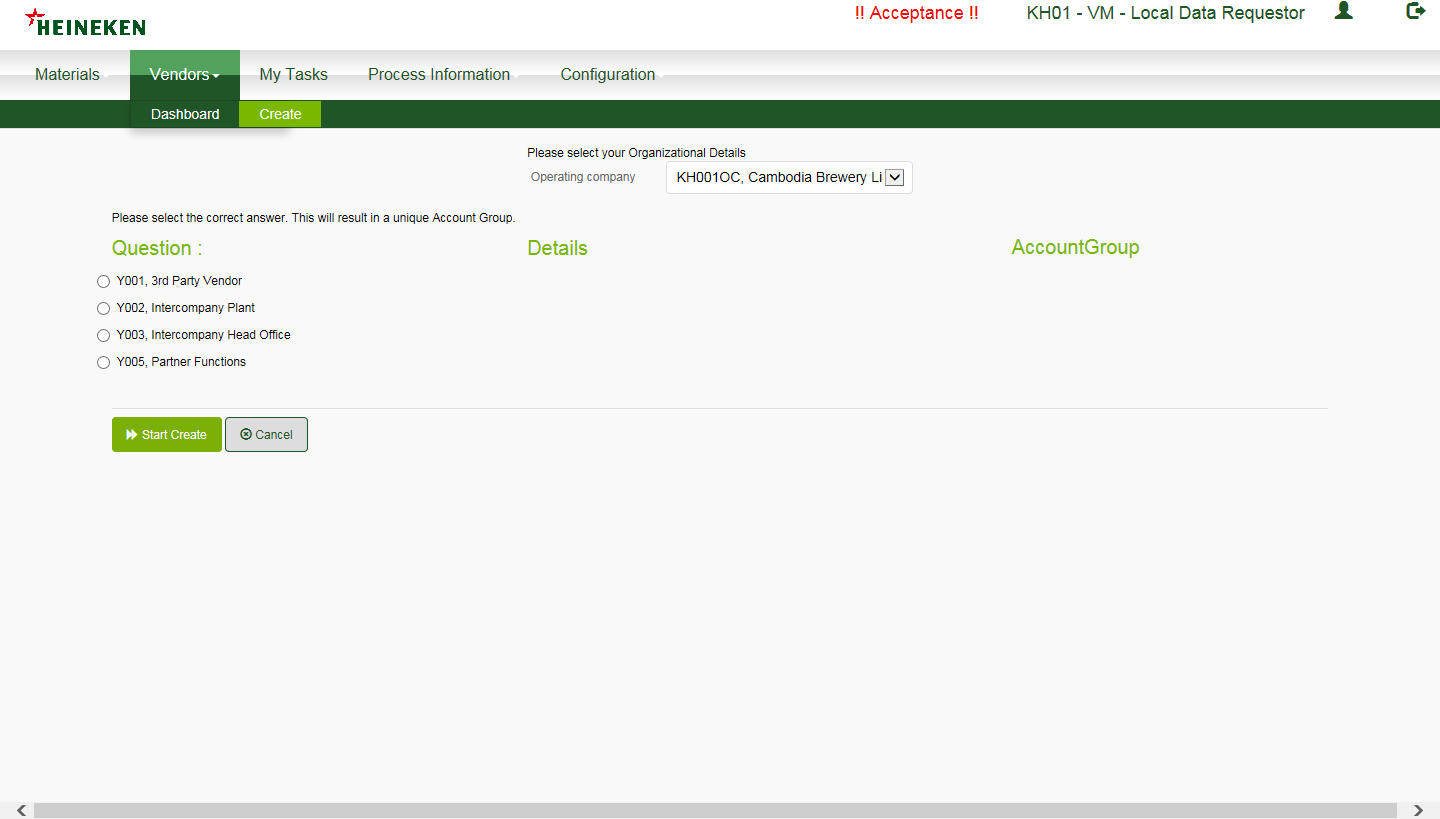 HEINEKEN
!! Acceptance !!
KH01 - VM - Local Data Requestor
Materials
Vendors
My Tasks
Process Information
Configuration
Dashboard
Create
Please select your Organizational Details
Operating company
KH001OC, Cambodia Brewery Li
Please select the correct answer. This will result in a unique Account Group.
Question :
Details
AccountGroup
Y001, 3rd Party Vendor
Y002, Intercompany Plant
Y003, Intercompany Head Office
Y005, Partner Functions
Start Create
Cancel